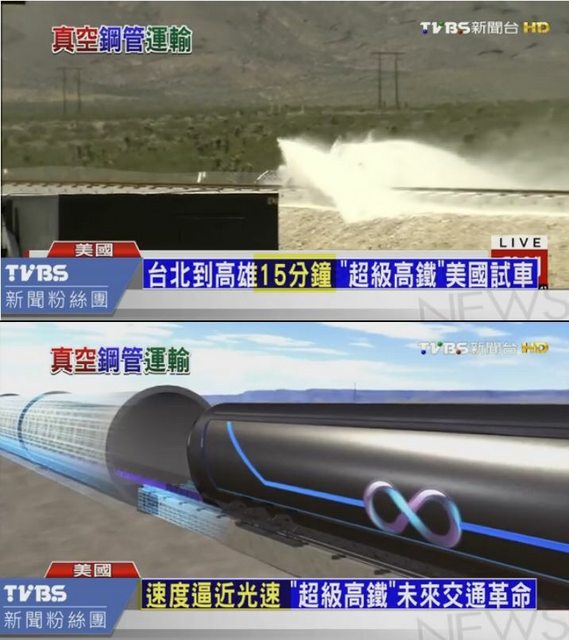 真空鋼管運輸
TVBS新聞台HD
LIVE
美國
TVBS
新聞粉絲團
台北到高雄15分鐘 "超級高鐵"美國試車
NEWS
真空鋼管運輸
TVBS新聞台HD
美國
TVBS
新聞粉絲團
速度逼近光速 "超級高鐵"未來交通革命
NEWS